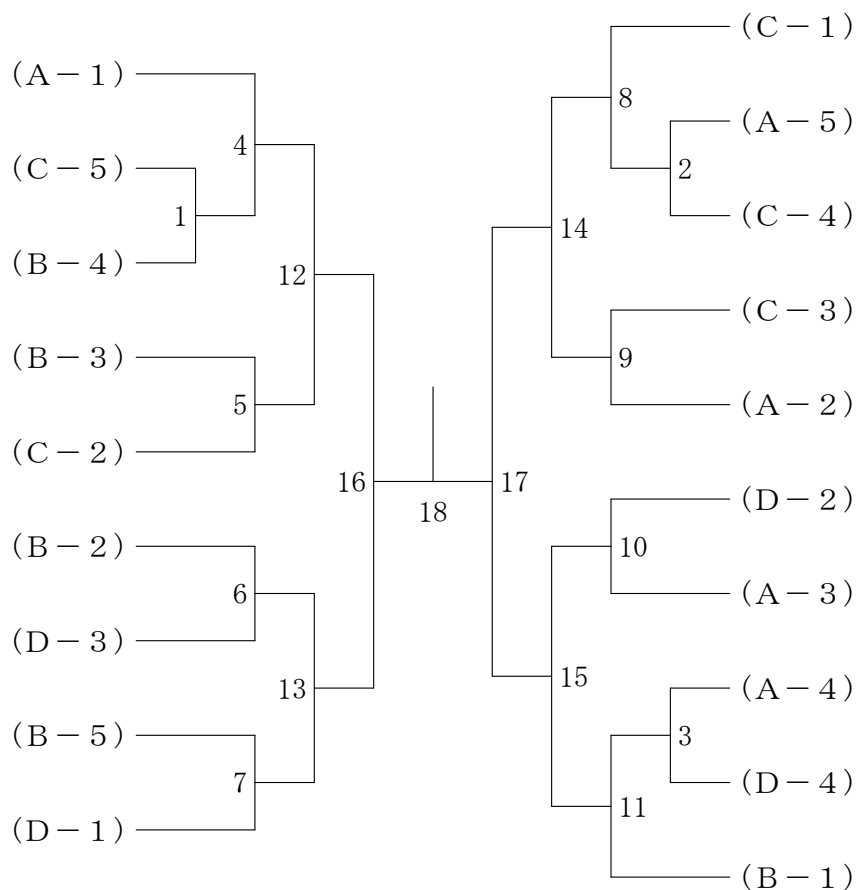 (A－1)
(C－5)
(B－4)
(B－3)
(C－2)
(B－2)
(D－3)
(B－5)
(D－1)
1
4
5
6
7
12
13
16
18
17
14
15
8
9
10
11
2
3
(C－1)
(A－5)
(C－4)
(C－3)
(A－2)
(D－2)
(A－3)
(A－4)
(D－4)
(B－1)